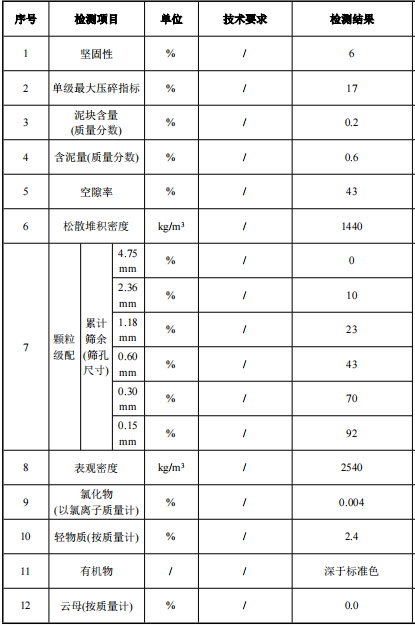 序号 检测项目 单位 技术要求 检测结果
1 坚固性 % / 6
2 单级最大压碎指标 % / 17
3 泥块含量 % / 0.2
(质量分数)
4 含泥量(质量分数) % / 0.6
5 空隙率 % / 43
6 松散堆积密度 kg/m³ / 1440
7 颗粒级配 累计筛余(筛孔尺寸)
4.75 mm % / 0
2.36 mm % / 10
1.18 mm % / 23
0.60 mm % / 43
0.30 mm % / 70
0.15 mm % / 92
8 表观密度 kg/m³ / 2540
9 氯化物 % / 0.004
(以氯离子质量计)
10 轻物质(按质量计) % / 2.4
11 有机物 / / 深于标准色
12 云母(按质量计) % / 0.0